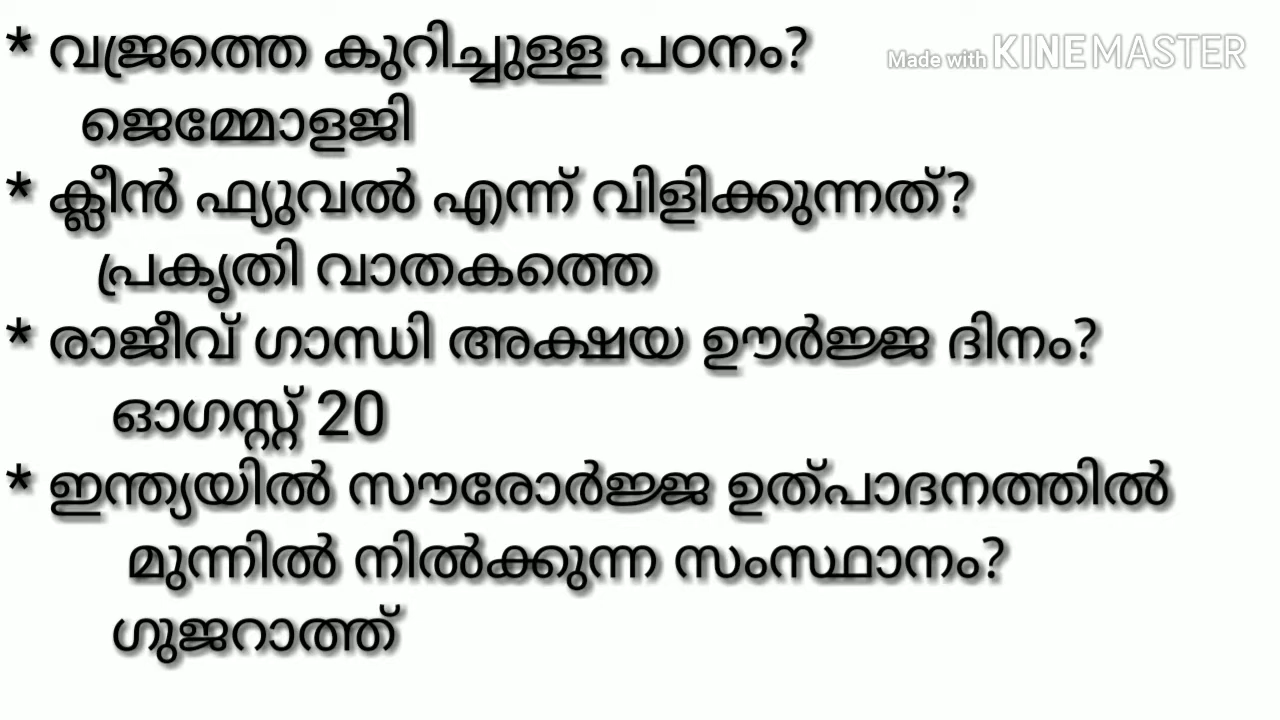 * വജ്രത്തെ കുറിച്ചുള്ള പഠനം?
Made with KINEMASTER
ജെമ്മോളജി
* ക്ലീൻ ഫ്യുവൽ എന്ന് വിളിക്കുന്നത്?
പ്രകൃതി വാതകത്തെ
* രാജീവ് ഗാന്ധി അക്ഷയ ഊർജ്ജ ദിനം?
ഓഗസ്റ്റ് 20
* ഇന്ത്യയിൽ സൗരോർജ്ജ ഉത്പാദനത്തിൽ
മുന്നിൽ നിൽക്കുന്ന സംസ്ഥാനം?
ഗുജറാത്ത്